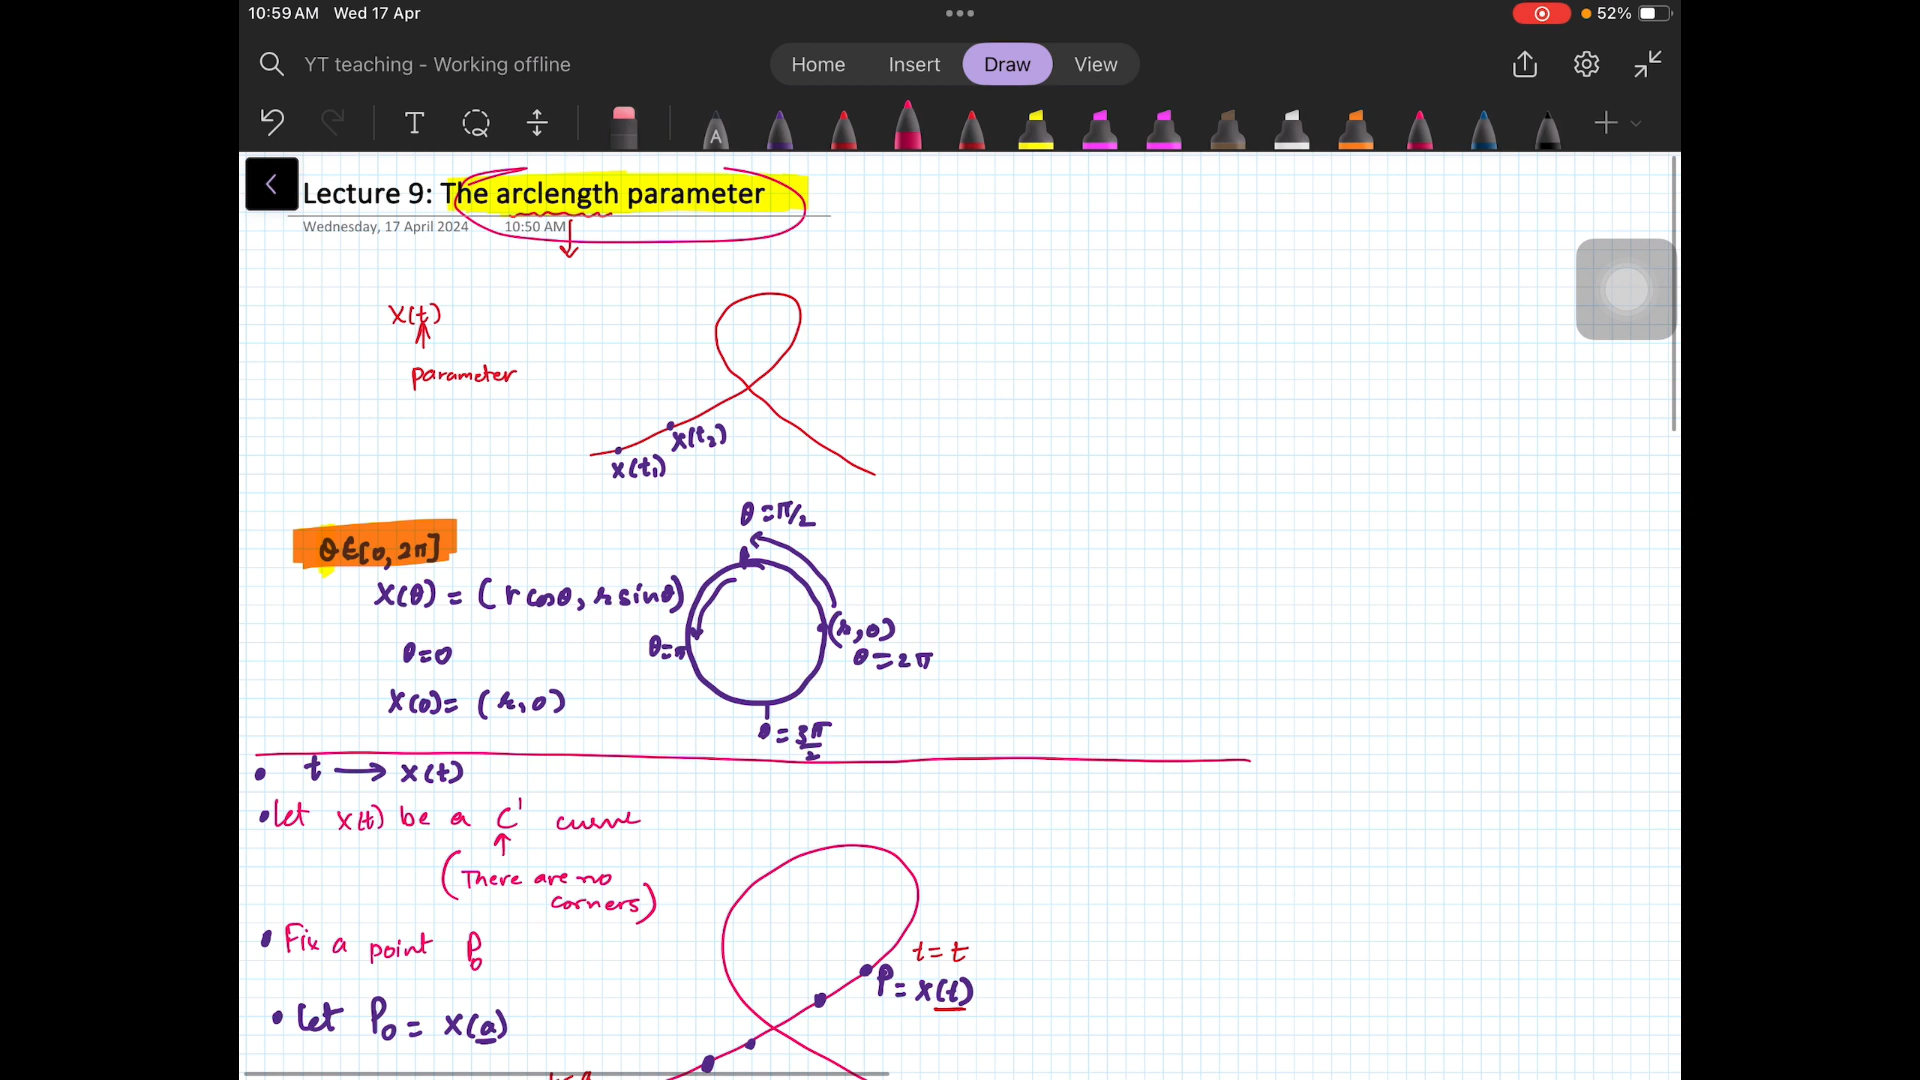 10:59 AM Wed 17 Apr
52%
YT teaching - Working offline
Home Insert Draw View
T
A
Lecture 9: The arclength parameter
Wednesday, 17 April 2024 10:50 AM
X(t)
parameter
x(t₂)
x(t₁)
θ = π/2
θ ∈ [0, 2π]
X(θ) = (r cosθ, r sinθ)
(r, 0)
θ = π
θ = 2π
θ = 0
X(0) = (r, 0)
θ = 3π/2
• t → x(t)
• Let x(t) be a C' curve
(There are no
corners)
• Fix a point P₀
t = t
P = x(t)
• Let P₀ = x(a)